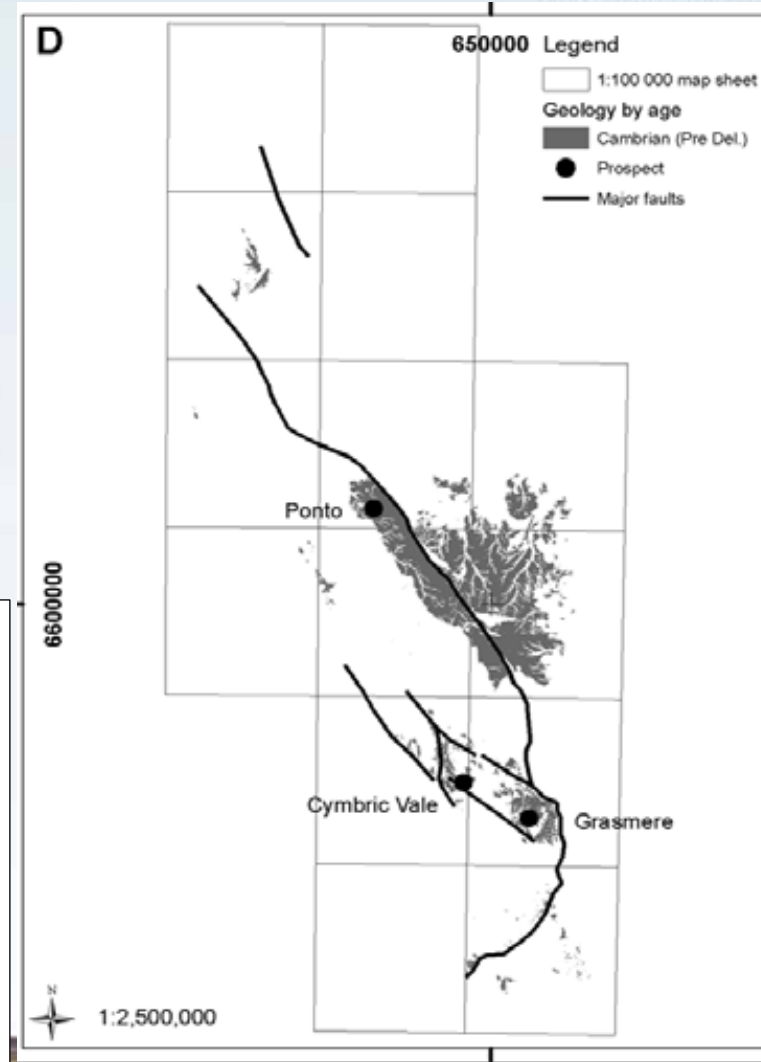 D
650000
Legend
1:100 000 map sheet
Geology by age
Cambrian (Pre Del.)
Prospect
Major faults
Ponto
6600000
Cymbric Vale
Grasmere
N
1:2,500,000